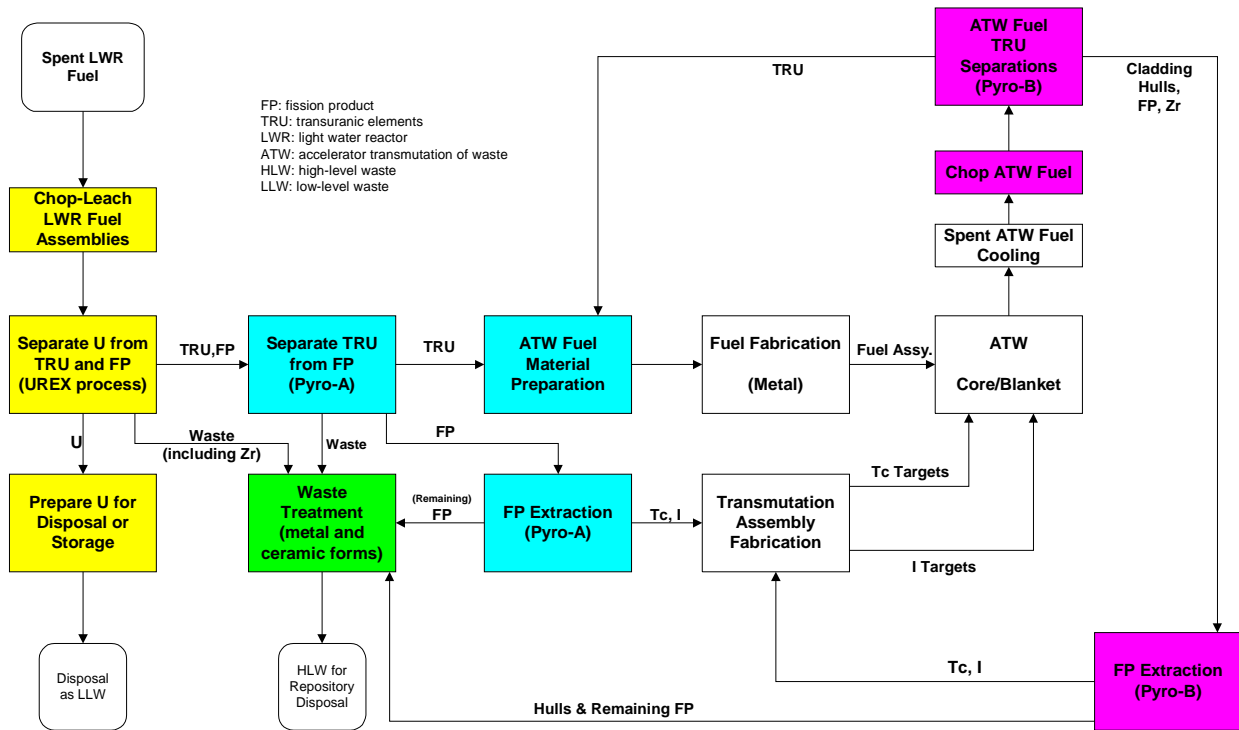 Spent LWR
Fuel
FP: fission product
TRU: transuranic elements
LWR: light water reactor
ATW: accelerator transmutation of waste
HLW: high-level waste
LLW: low-level waste
TRU
ATW Fuel
TRU
Separations
(Pyro-B)
Cladding
Hulls,
FP, Zr
Chop-Leach
LWR Fuel
Assemblies
Chop ATW Fuel
Spent ATW Fuel
Cooling
Separate U from
TRU and FP
(UREX process)
TRU,FP
Separate TRU
from FP
(Pyro-A)
TRU
ATW Fuel
Material
Preparation
Fuel Fabrication
(Metal)
Fuel Assy.
ATW
Core/Blanket
U
Waste
(including Zr)
Waste
FP
Prepare U for
Disposal or
Storage
Waste
Treatment
(metal and
ceramic forms)
(Remaining)
FP
FP Extraction
(Pyro-A)
Tc, I
Transmutation
Assembly
Fabrication
Tc Targets
I Targets
Disposal
as LLW
HLW for
Repository
Disposal
Tc, I
Hulls & Remaining FP
FP Extraction
(Pyro-B)